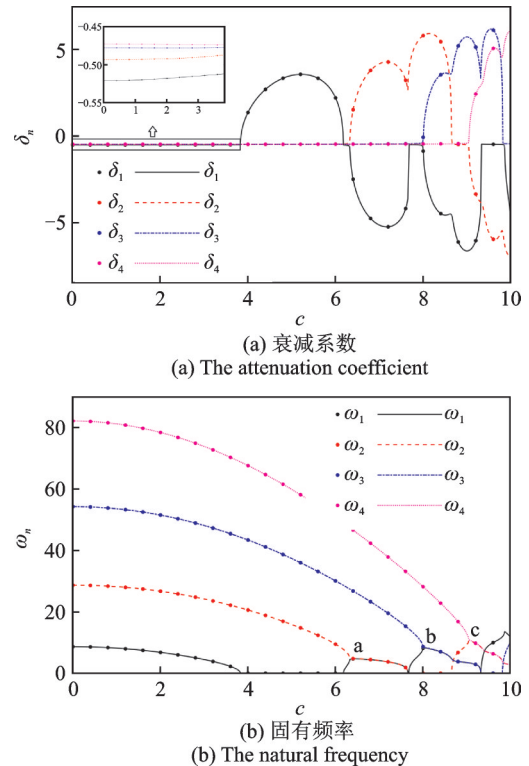 −0.45
−0.50
−0.55
0 1 2 3
5
0
−5
δn
δ1 δ1
δ2 δ2
δ3 δ3
δ4 δ4
0 2 4 6 8 10
c
(a) 衰减系数
(a) The attenuation coefficient
90
60
40
20
0
ωn
ω1 ω1
ω2 ω2
ω3 ω3
ω4 ω4
a b c
0 2 4 6 8 10
c
(b) 固有频率
(b) The natural frequency